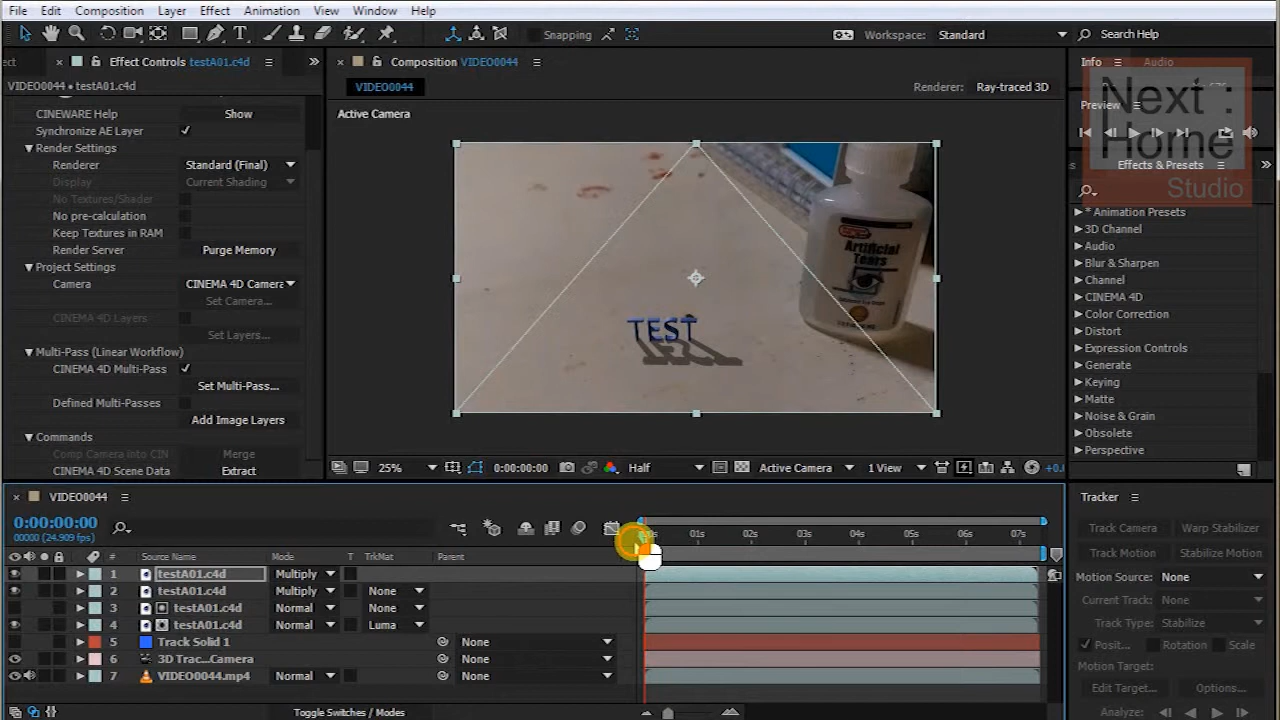 File Edit Composition Layer Effect Animation View Window Help
Snapping Workspace: Standard Search Help
ect Effect Controls testA01.c4d Composition VIDEO0044 Info Audio
VIDEO0044 • testA01.c4d VIDEO0044 Renderer: Ray-traced 3D
Active Camera
Preview
Next :
Home
Studio
Effects & Presets
CINEWARE Help Show
Synchronize AE Layer
Render Settings
Renderer Standard (Final)
Display Current Shading
No Textures/Shader
No pre-calculation
Keep Textures in RAM
Render Server Purge Memory
Project Settings
Camera CINEMA 4D Camera
Set Camera...
CINEMA 4D Layers
Set Layers...
Multi-Pass (Linear Workflow)
CINEMA 4D Multi-Pass
Set Multi-Pass...
Defined Multi-Passes
Add Image Layers
Commands
Comp Camera into CIN Merge
CINEMA 4D Scene Data Extract
Artificial
Tears
TEST
* Animation Presets
3D Channel
Audio
Blur & Sharpen
Channel
CINEMA 4D
Color Correction
Distort
Expression Controls
Generate
Keying
Matte
Noise & Grain
Obsolete
Perspective
25% 0:00:00:00 Half Active Camera 1 View +0.0
VIDEO0044
0:00:00:00
00000 (24.909 fps)
01s 02s 03s 04s 05s 06s 07s
# Source Name Mode T TrkMat Parent
1 testA01.c4d Multiply
2 testA01.c4d Multiply None
3 testA01.c4d Normal None
4 testA01.c4d Normal Luma
5 Track Solid 1 None
6 3D Trac...Camera None
7 VIDEO0044.mp4 Normal None
Toggle Switches / Modes
Tracker
Track Camera Warp Stabilizer
Track Motion Stabilize Motion
Motion Source: None
Current Track: None
Track Type: Stabilize
Posit... Rotation Scale
Motion Target:
Edit Target... Options...
Analyze: